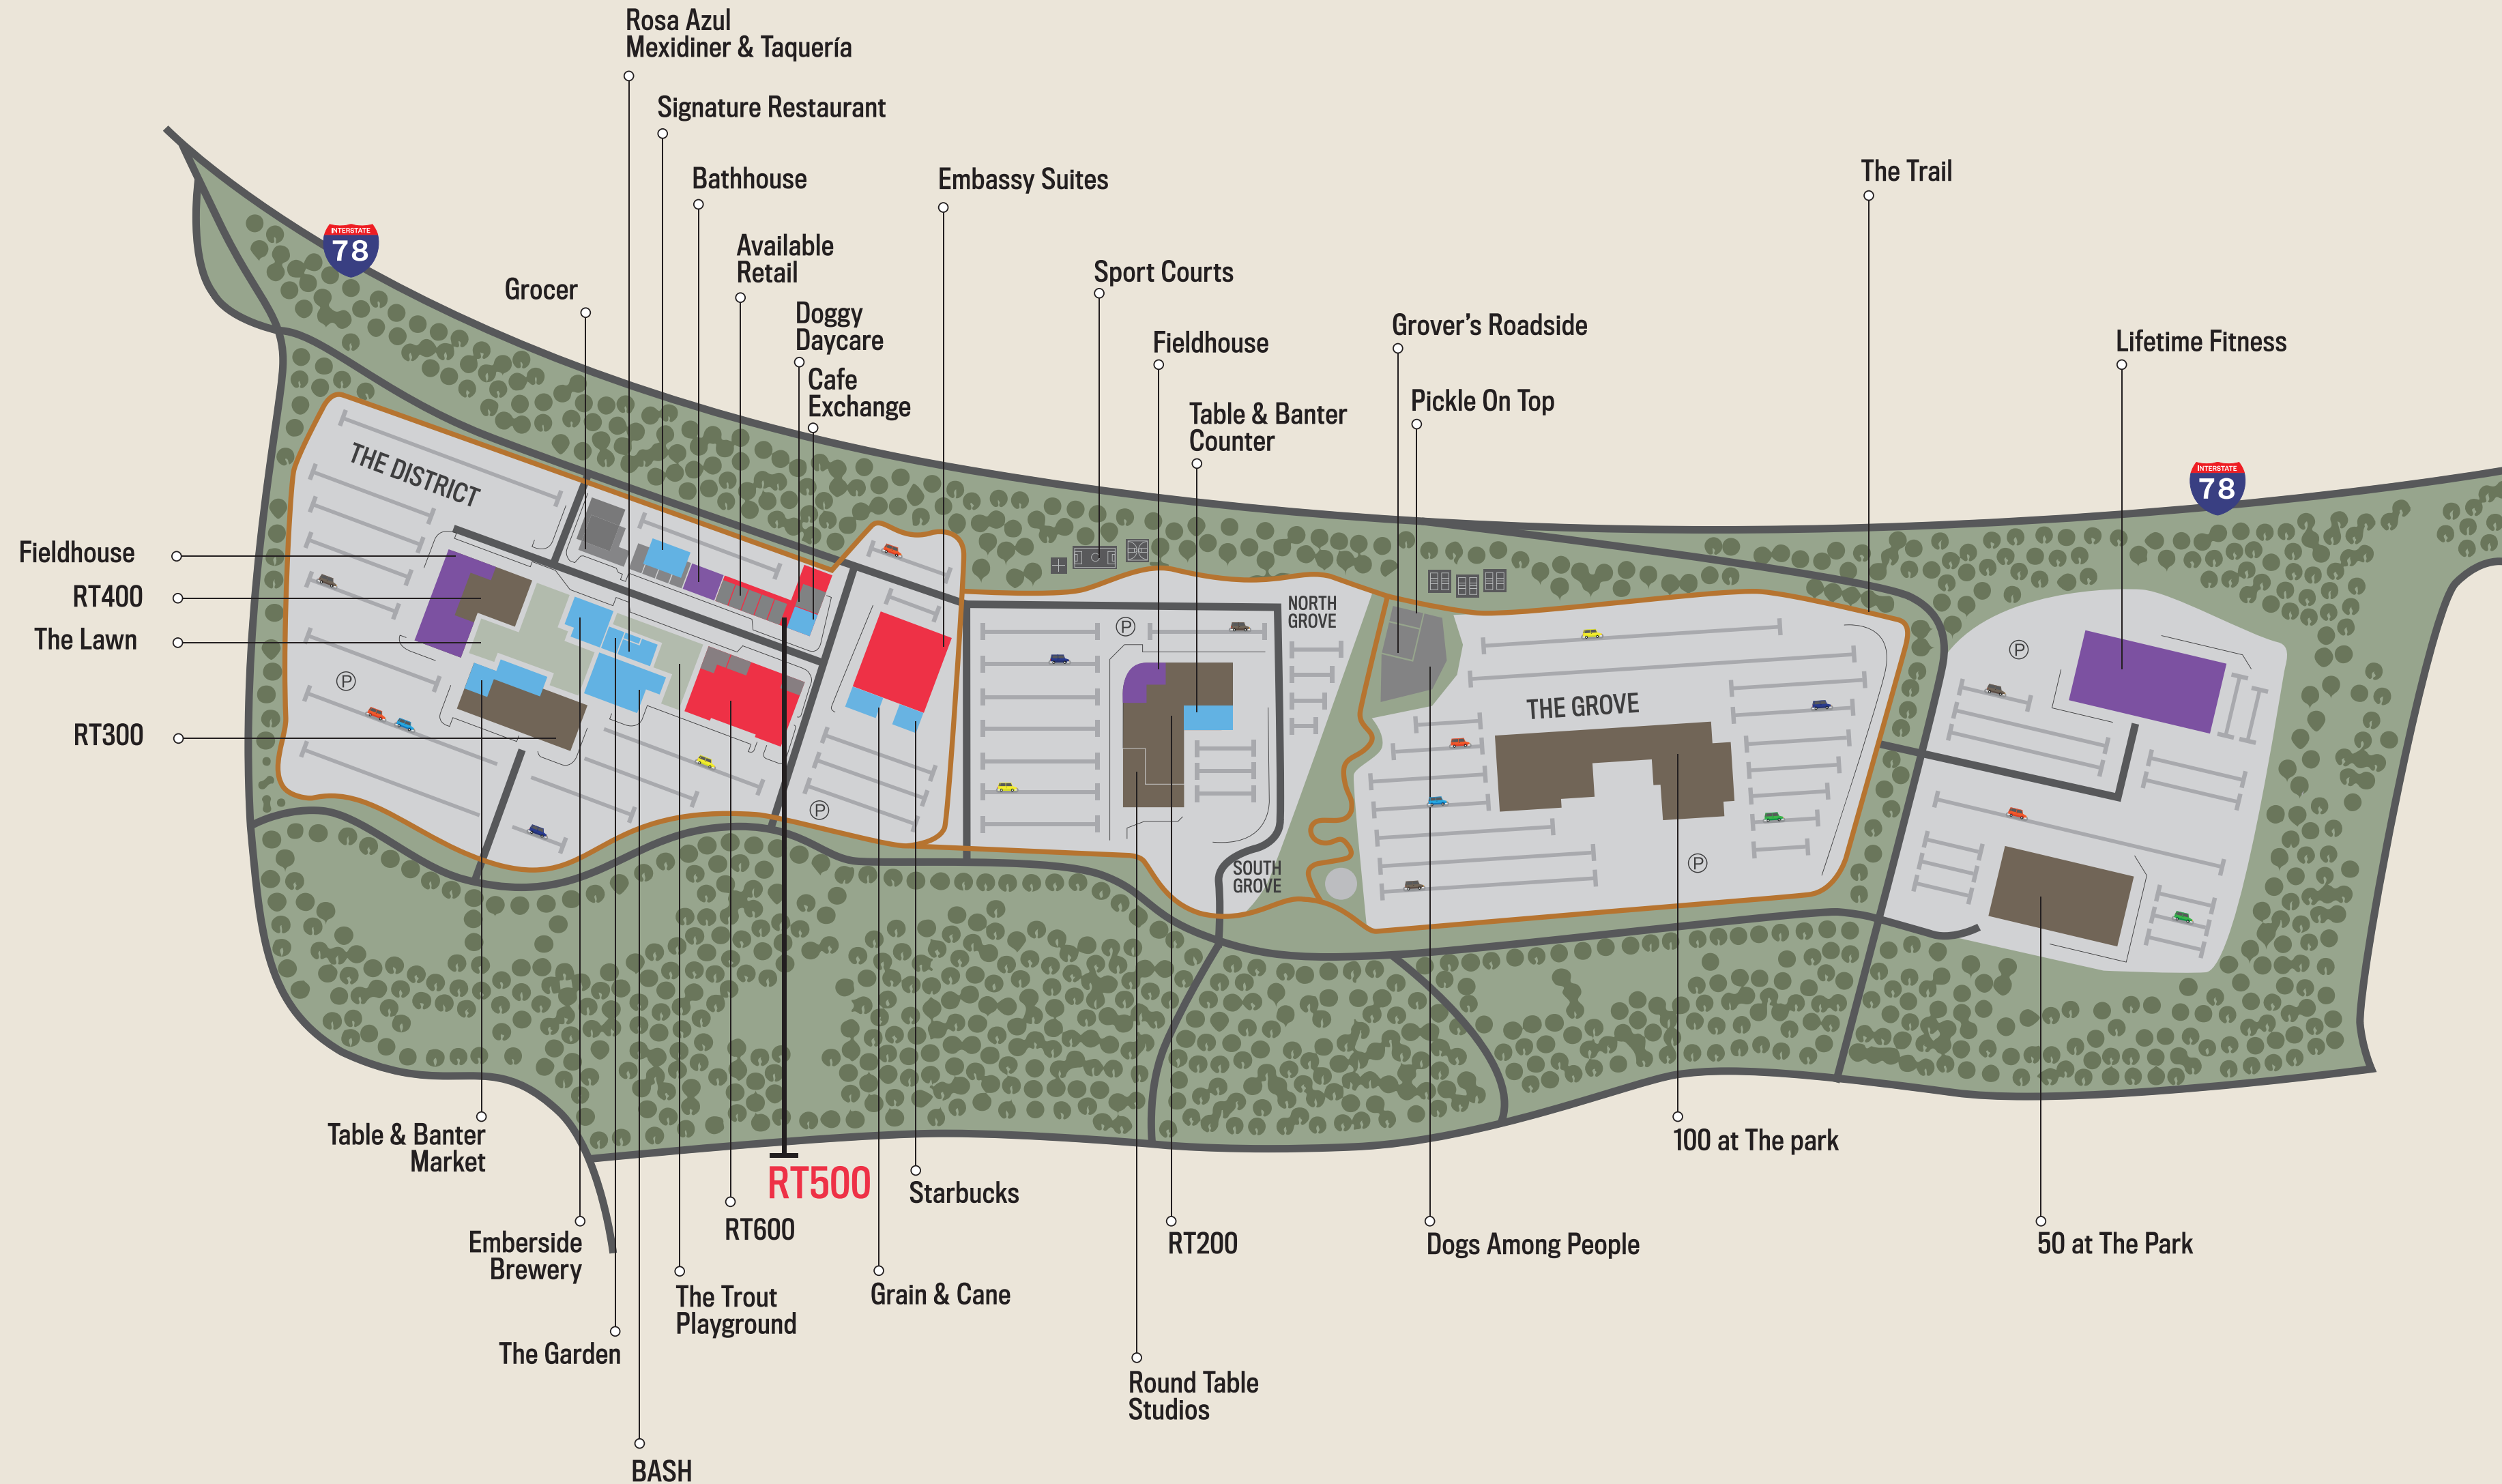 Rosa Azul
Mexidiner & Taquería
Signature Restaurant
Bathhouse
Embassy Suites
The Trail
INTERSTATE
78
Available
Retail
Grocer
Sport Courts
Doggy
Daycare
Fieldhouse
Grover's Roadside
Lifetime Fitness
Cafe
Exchange
Table & Banter
Counter
Pickle On Top
INTERSTATE
78
THE DISTRICT
Fieldhouse
RT400
The Lawn
RT300
NORTH
GROVE
THE GROVE
SOUTH
GROVE
P
P
P
P
P
Table & Banter
Market
RT500
100 at The park
Starbucks
RT600
Emberside
Brewery
RT200
Dogs Among People
50 at The Park
The Trout
Playground
Grain & Cane
The Garden
Round Table
Studios
BASH